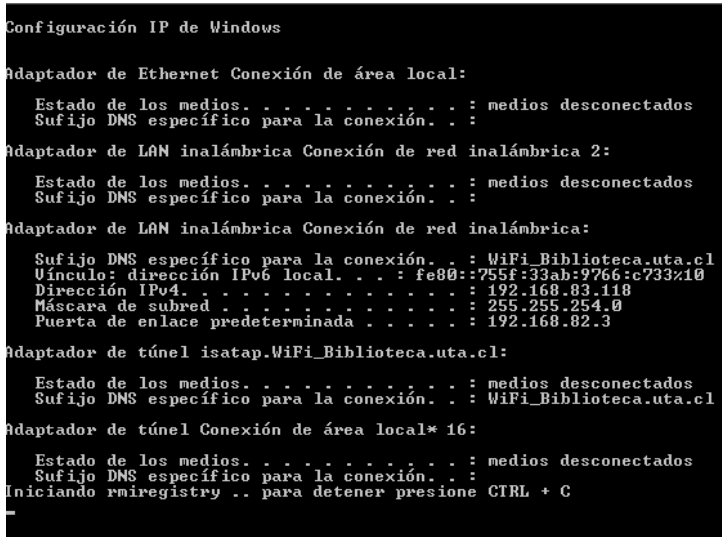 Configuración IP de Windows
Adaptador de Ethernet Conexión de área local:
Estado de los medios. . . . . . . . . . . : medios desconectados
Sufijo DNS específico para la conexión. . :
Adaptador de LAN inalámbrica Conexión de red inalámbrica 2:
Estado de los medios. . . . . . . . . . . : medios desconectados
Sufijo DNS específico para la conexión. . :
Adaptador de LAN inalámbrica Conexión de red inalámbrica:
Sufijo DNS específico para la conexión. . : WiFi_Biblioteca.uta.cl
Vínculo: dirección IPv6 local. . . : fe80::755f:33ab:9766:c733%10
Dirección IPv4. . . . . . . . . . . . . . : 192.168.83.118
Máscara de subred . . . . . . . . . . . . : 255.255.254.0
Puerta de enlace predeterminada . . . . . : 192.168.82.3
Adaptador de túnel isatap.WiFi_Biblioteca.uta.cl:
Estado de los medios. . . . . . . . . . . : medios desconectados
Sufijo DNS específico para la conexión. . : WiFi_Biblioteca.uta.cl
Adaptador de túnel Conexión de área local* 16:
Estado de los medios. . . . . . . . . . . : medios desconectados
Sufijo DNS específico para la conexión. . :
Iniciando rmiregistry .. para detener presione CTRL + C